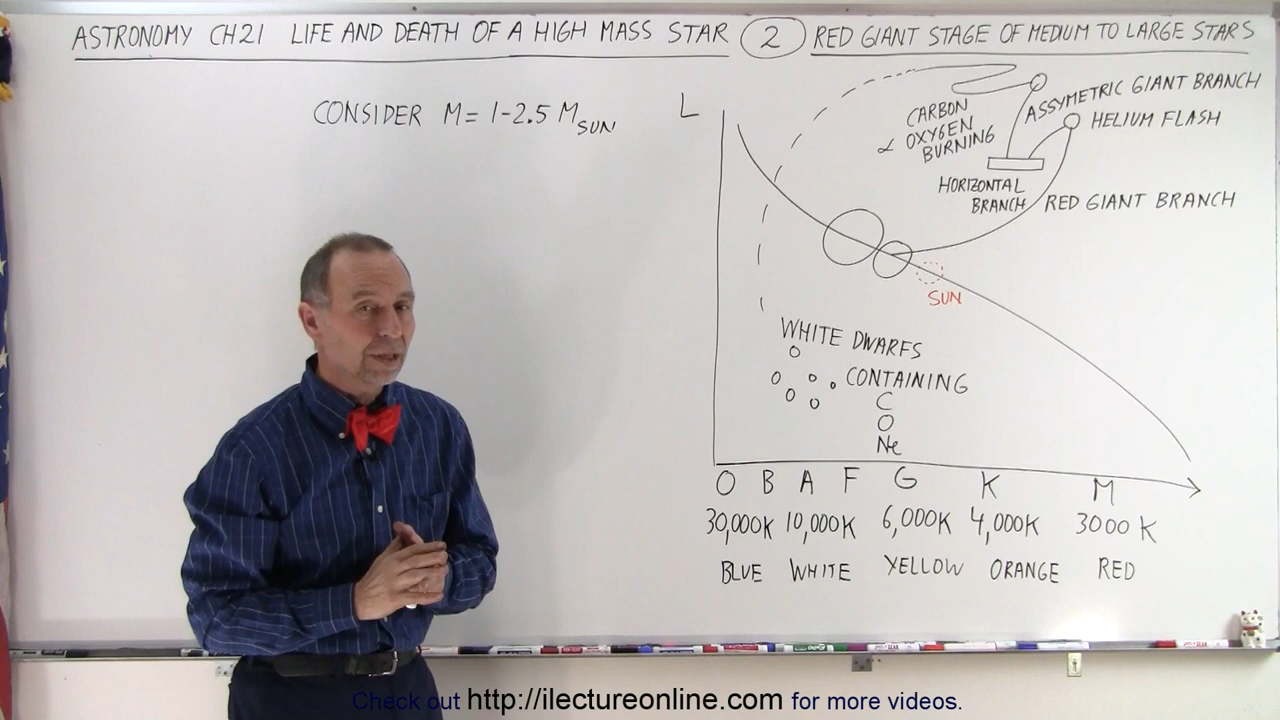 ASTRONOMY CH21 LIFE AND DEATH OF A HIGH MASS STAR 2 RED GIANT STAGE OF MEDIUM TO LARGE STARS
CONSIDER M = 1-2.5 M SUN
L
CARBON
& OXYGEN
BURNING
ASSYMETRIC GIANT BRANCH
HELIUM FLASH
HORIZONTAL
BRANCH
RED GIANT BRANCH
SUN
WHITE DWARFS
CONTAINING
C
O
Ne
O B A F G K M
30,000K 10,000K 6,000K 4,000K 3000 K
BLUE WHITE YELLOW ORANGE RED
Check out http://ilectureonline.com for more videos.